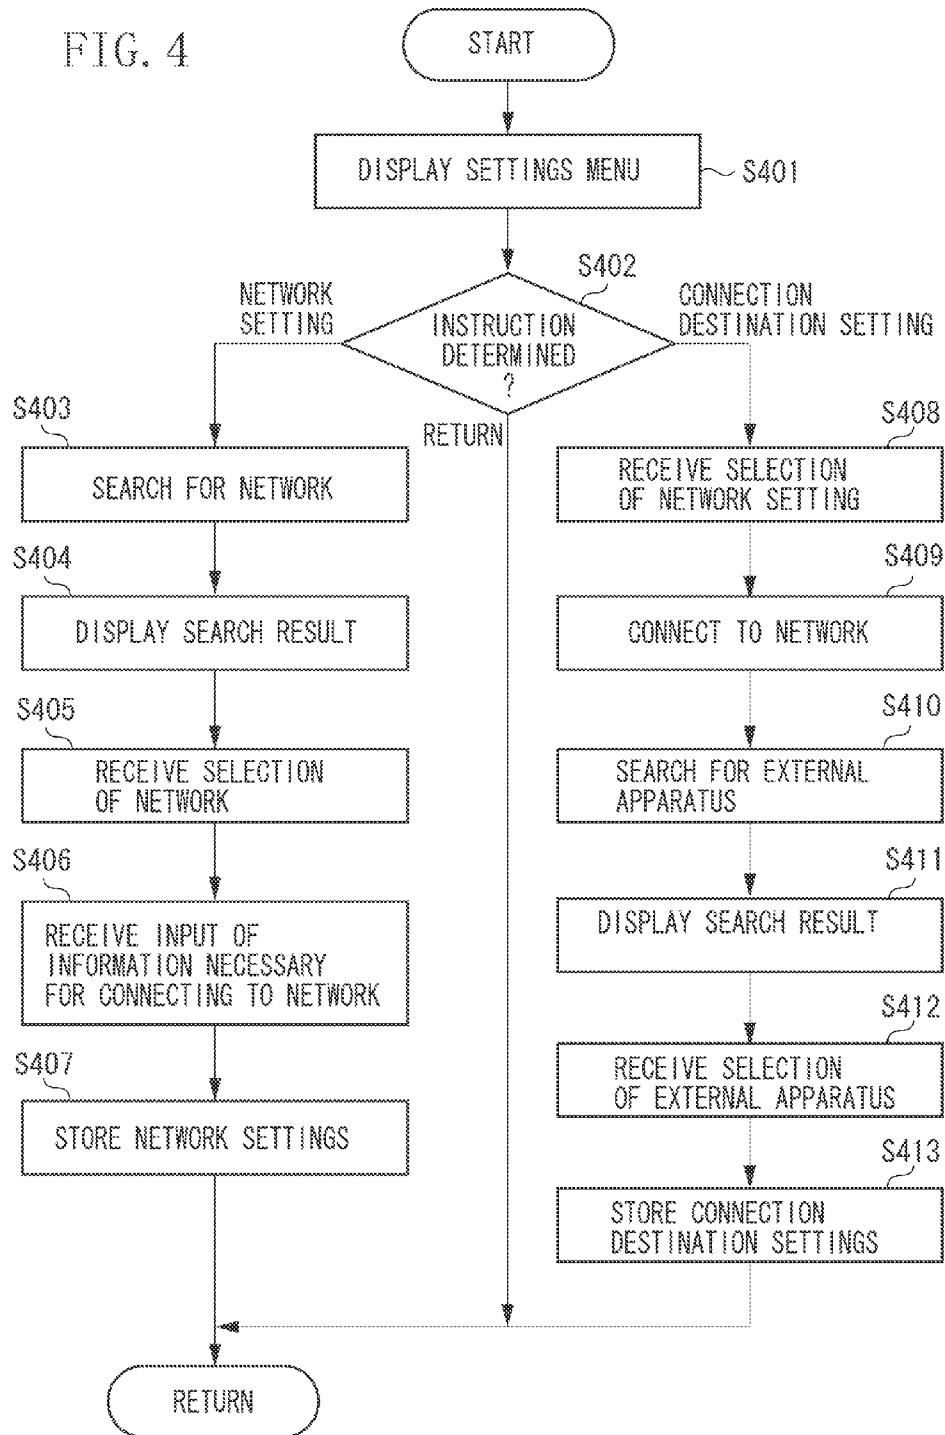 FIG. 4
START
DISPLAY SETTINGS MENU
S401
S402
INSTRUCTION
DETERMINED
?
NETWORK
SETTING
CONNECTION
DESTINATION SETTING
RETURN
S403
SEARCH FOR NETWORK
S404
DISPLAY SEARCH RESULT
S405
RECEIVE SELECTION
OF NETWORK
S406
RECEIVE INPUT OF
INFORMATION NECESSARY
FOR CONNECTING TO NETWORK
S407
STORE NETWORK SETTINGS
S408
RECEIVE SELECTION
OF NETWORK SETTING
S409
CONNECT TO NETWORK
S410
SEARCH FOR EXTERNAL
APPARATUS
S411
DISPLAY SEARCH RESULT
S412
RECEIVE SELECTION
OF EXTERNAL APPARATUS
S413
STORE CONNECTION
DESTINATION SETTINGS
RETURN